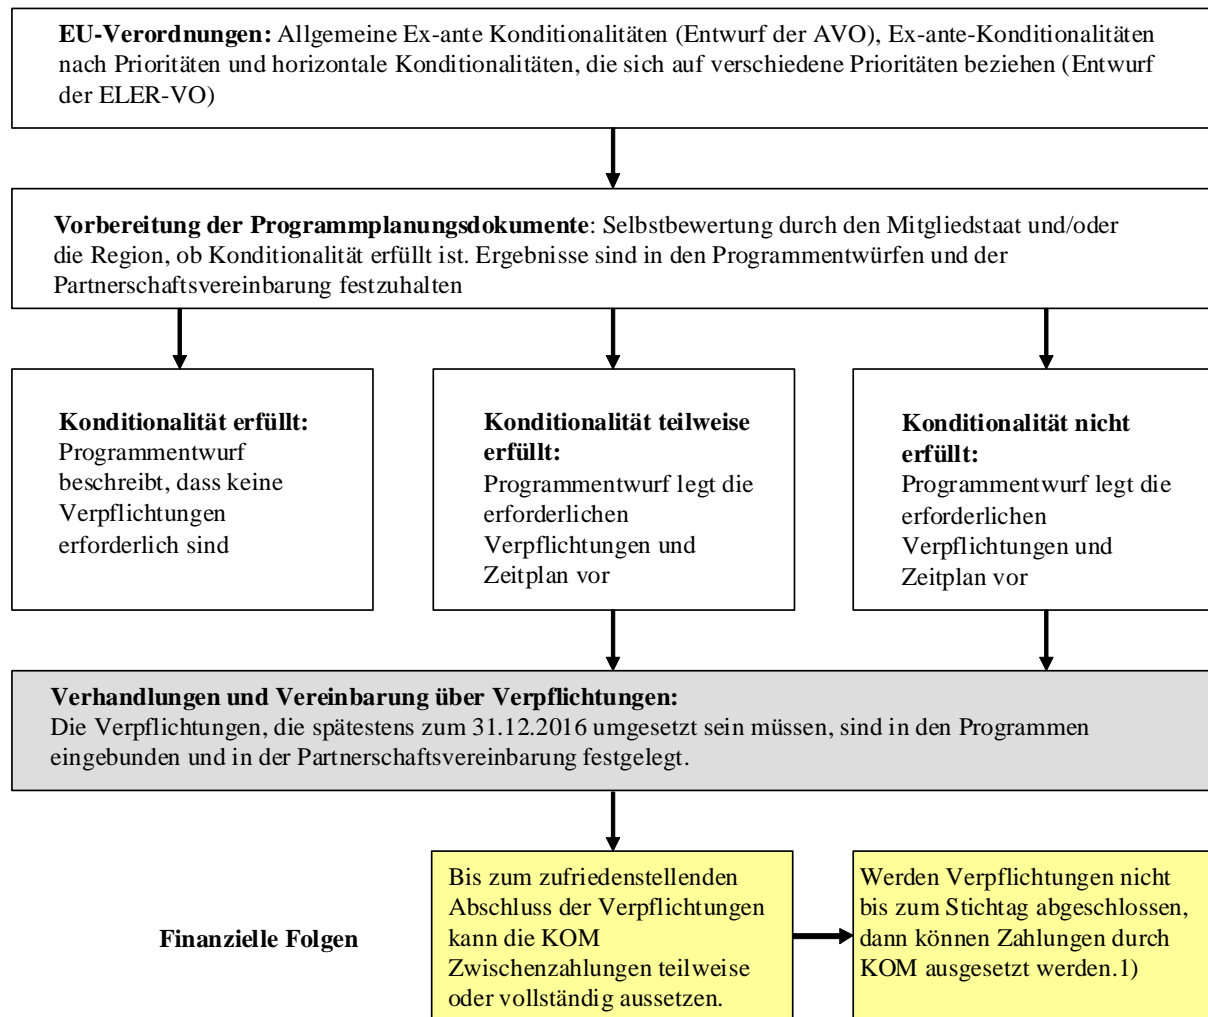 EU-Verordnungen: Allgemeine Ex-ante Konditionalitäten (Entwurf der AVO), Ex-ante-Konditionalitäten
nach Prioritäten und horizontale Konditionalitäten, die sich auf verschiedene Prioritäten beziehen (Entwurf
der ELER-VO)
Vorbereitung der Programmplanungsdokumente: Selbstbewertung durch den Mitgliedstaat und/oder
die Region, ob Konditionalität erfüllt ist. Ergebnisse sind in den Programmentwürfen und der
Partnerschaftsvereinbarung festzuhalten
Konditionalität erfüllt:
Programmentwurf
beschreibt, dass keine
Verpflichtungen
erforderlich sind
Konditionalität teilweise
erfüllt:
Programmentwurf legt die
erforderlichen
Verpflichtungen und
Zeitplan vor
Konditionalität nicht
erfüllt:
Programmentwurf legt die
erforderlichen
Verpflichtungen und
Zeitplan vor
Verhandlungen und Vereinbarung über Verpflichtungen:
Die Verpflichtungen, die spätestens zum 31.12.2016 umgesetzt sein müssen, sind in den Programmen
eingebunden und in der Partnerschaftsvereinbarung festgelegt.
Finanzielle Folgen
Bis zum zufriedenstellenden
Abschluss der Verpflichtungen
kann die KOM
Zwischenzahlungen teilweise
oder vollständig aussetzen.
Werden Verpflichtungen nicht
bis zum Stichtag abgeschlossen,
dann können Zahlungen durch
KOM ausgesetzt werden.1)